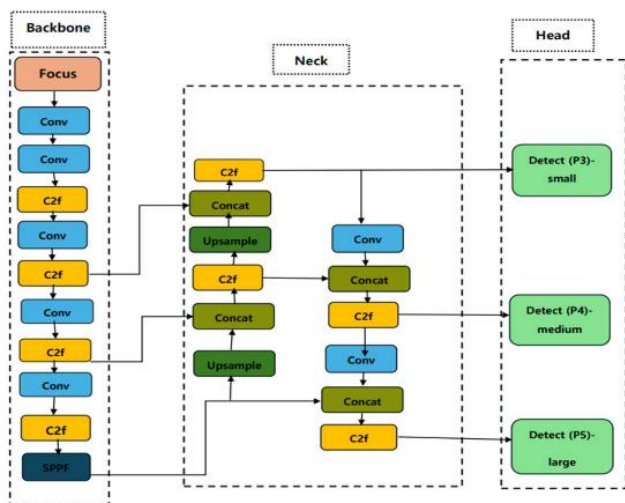 Backbone
Neck
Head
Focus
Conv
Conv
C2f
Conv
C2f
Conv
C2f
Conv
C2f
SPPF
C2f
Concat
Upsample
C2f
Concat
Upsample
Conv
Concat
C2f
Conv
Concat
C2f
Detect (P3)-
small
Detect (P4)-
medium
Detect (P5)-
large